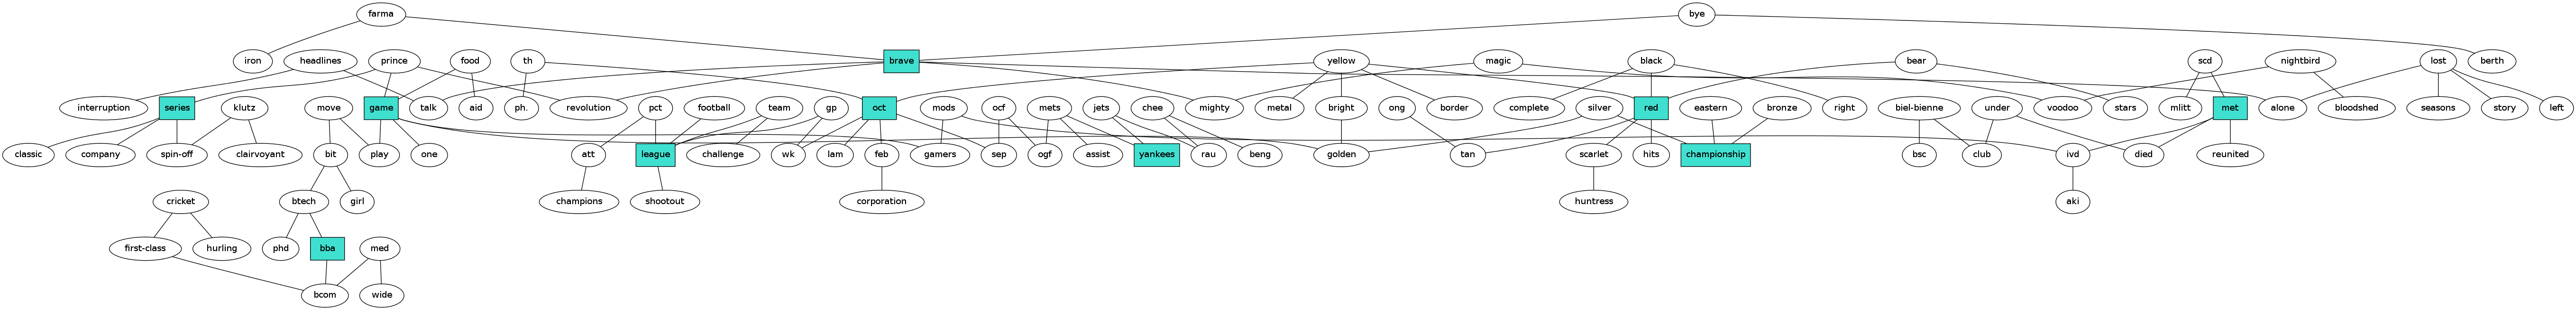 farma bye
iron headlines prince food th brave yellow magic black bear scd nightbird lost berth
interruption series klutz move game talk aid ph. revolution pct football team gp oct mods ocf mets jets chee mighty metal bright ong border complete silver red eastern bronze right biel-bienne under voodoo stars mlitt met alone bloodshed seasons story left
classic company spin-off clairvoyant bit play one att league challenge wk lam feb gamers sep ogf assist yankees rau beng golden tan scarlet hits championship bsc club ivd died reunited
cricket btech girl champions shootout corporation huntress aki
first-class hurling phd bba med
bcom wide